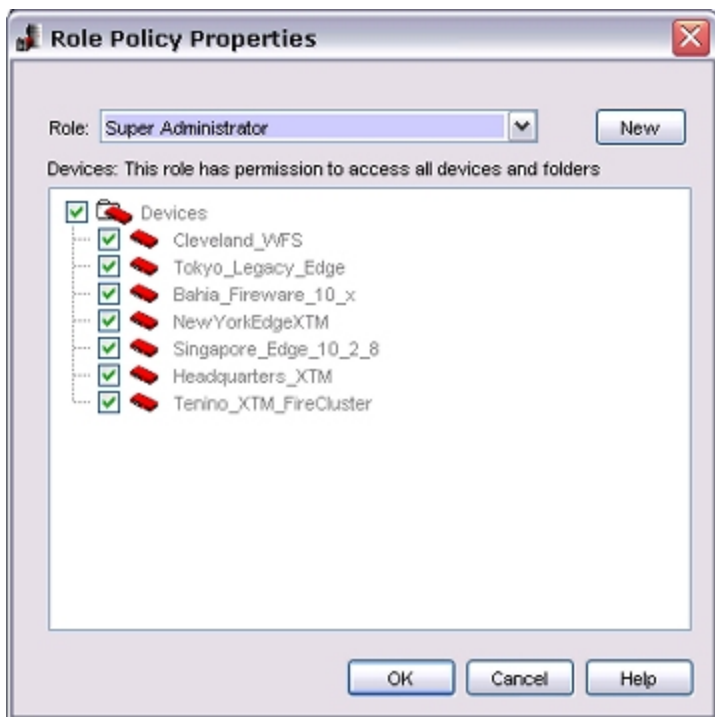 Role Policy Properties
Role: Super Administrator New
Devices: This role has permission to access all devices and folders
Devices
Cleveland_WFS
Tokyo_Legacy_Edge
Bahia_Fireware_10_x
NewYorkEdgeXTM
Singapore_Edge_10_2_8
Headquarters_XTM
Tenino_XTM_FireCluster
OK Cancel Help